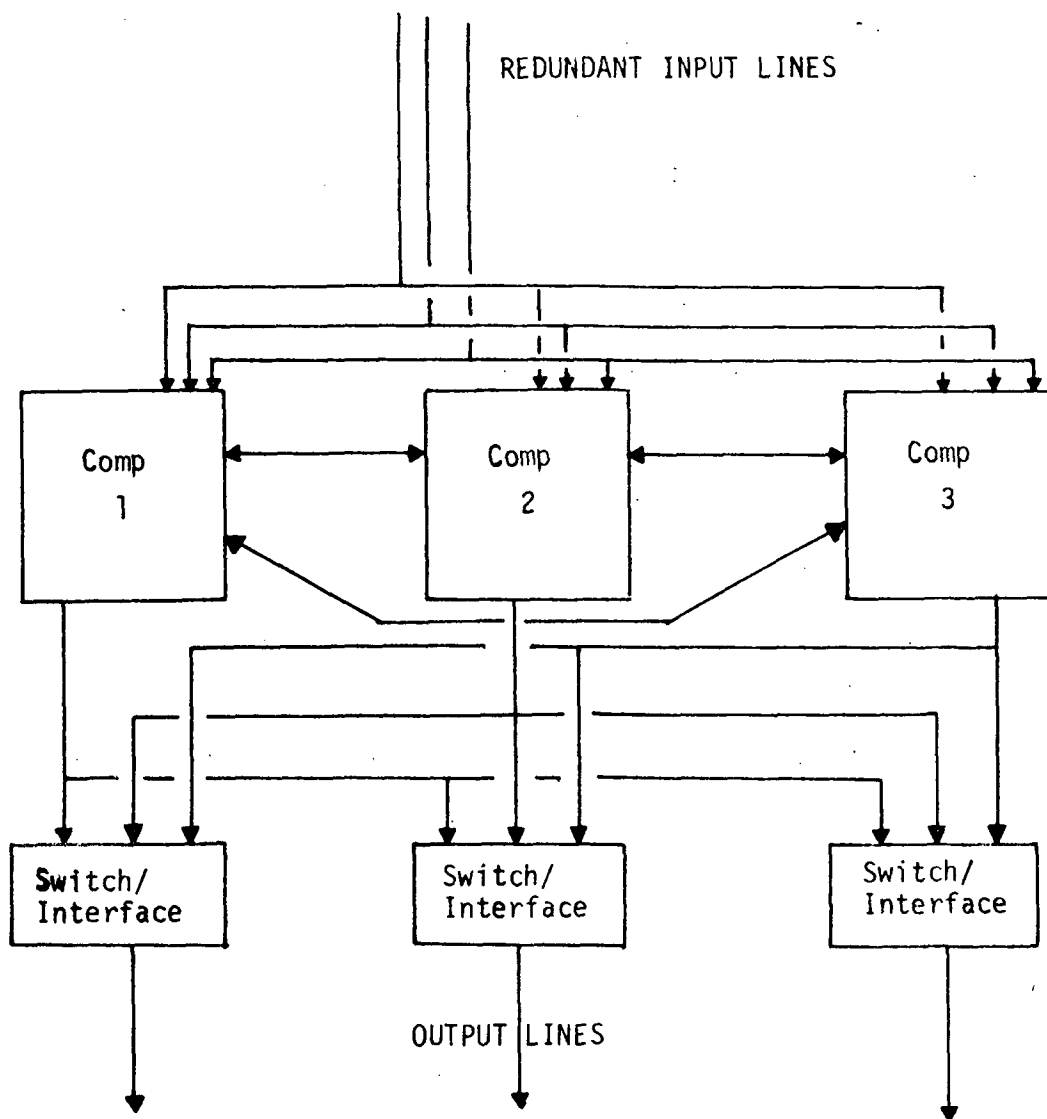 REDUNDANT INPUT LINES
Comp
1
Comp
2
Comp
3
Switch/
Interface
Switch/
Interface
Switch/
Interface
OUTPUT LINES